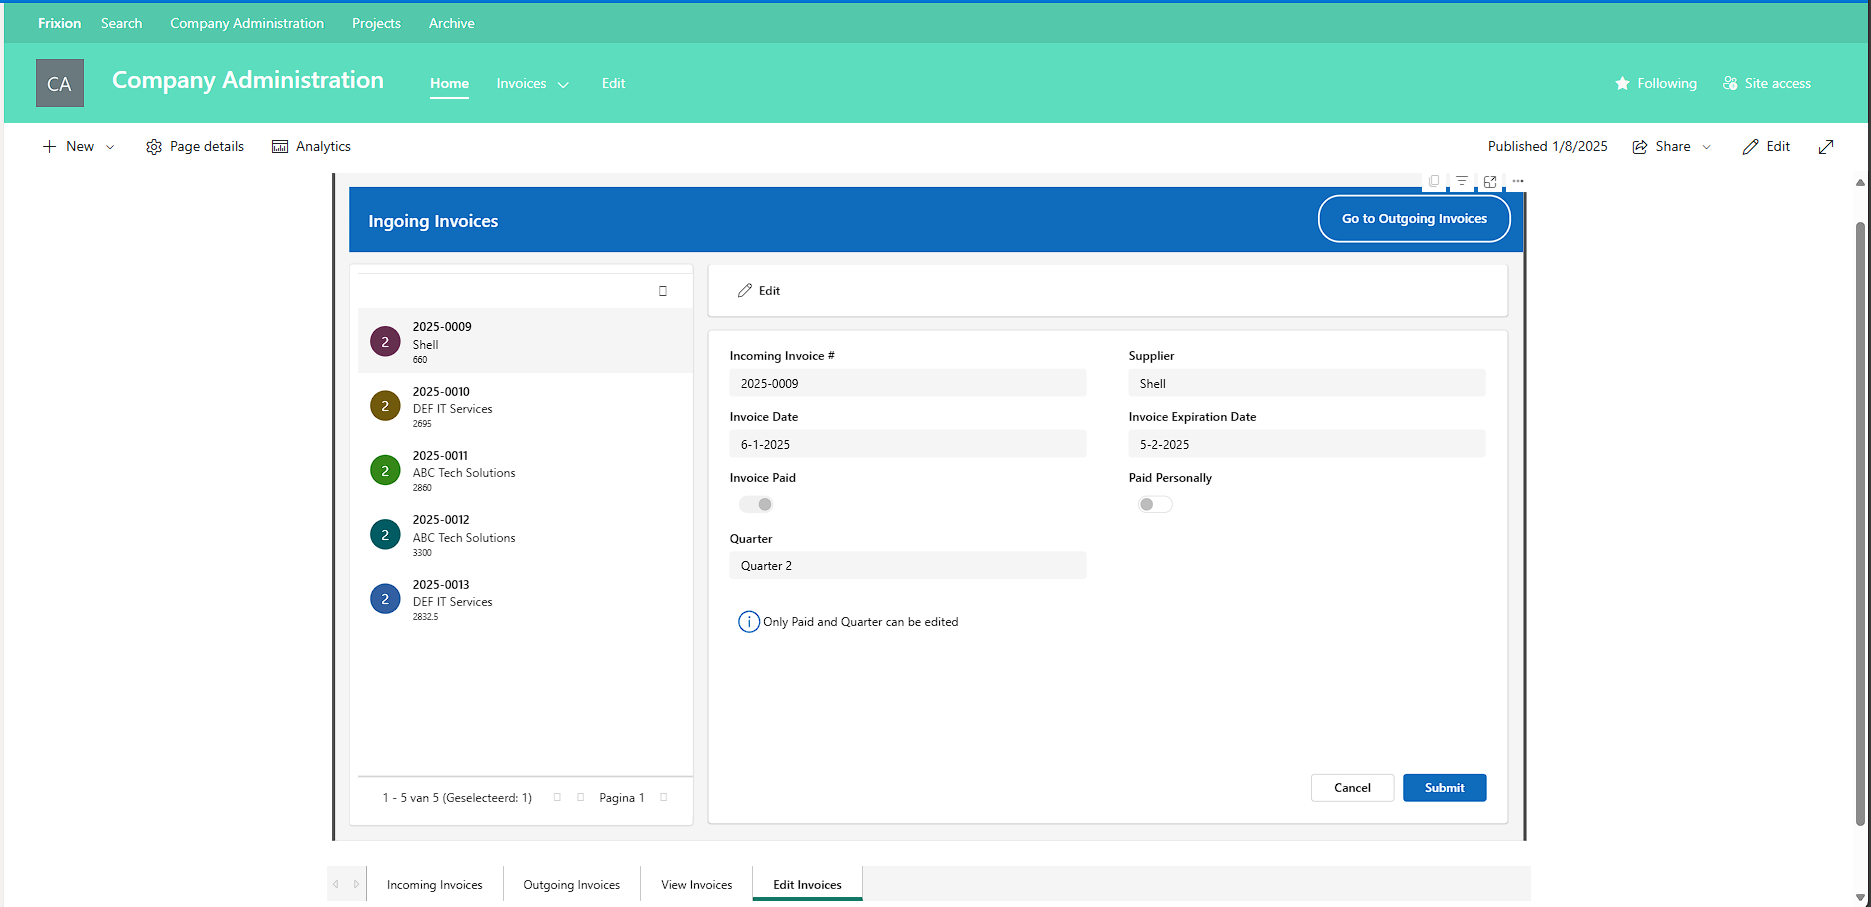 Frixion Search Company Administration Projects Archive
CA Company Administration Home Invoices Edit Following Site access
New Page details Analytics Published 1/8/2025 Share Edit
Ingoing Invoices Go to Outgoing Invoices
Edit
2 2025-0009
Shell
660
2 2025-0010
DEF IT Services
2695
2 2025-0011
ABC Tech Solutions
2860
2 2025-0012
ABC Tech Solutions
3300
2 2025-0013
DEF IT Services
2832.5
1 - 5 van 5 (Geselecteerd: 1) Pagina 1
Incoming Invoice # Supplier
2025-0009 Shell
Invoice Date Invoice Expiration Date
6-1-2025 5-2-2025
Invoice Paid Paid Personally
Quarter
Quarter 2
Only Paid and Quarter can be edited
Cancel Submit
Incoming Invoices Outgoing Invoices View Invoices Edit Invoices